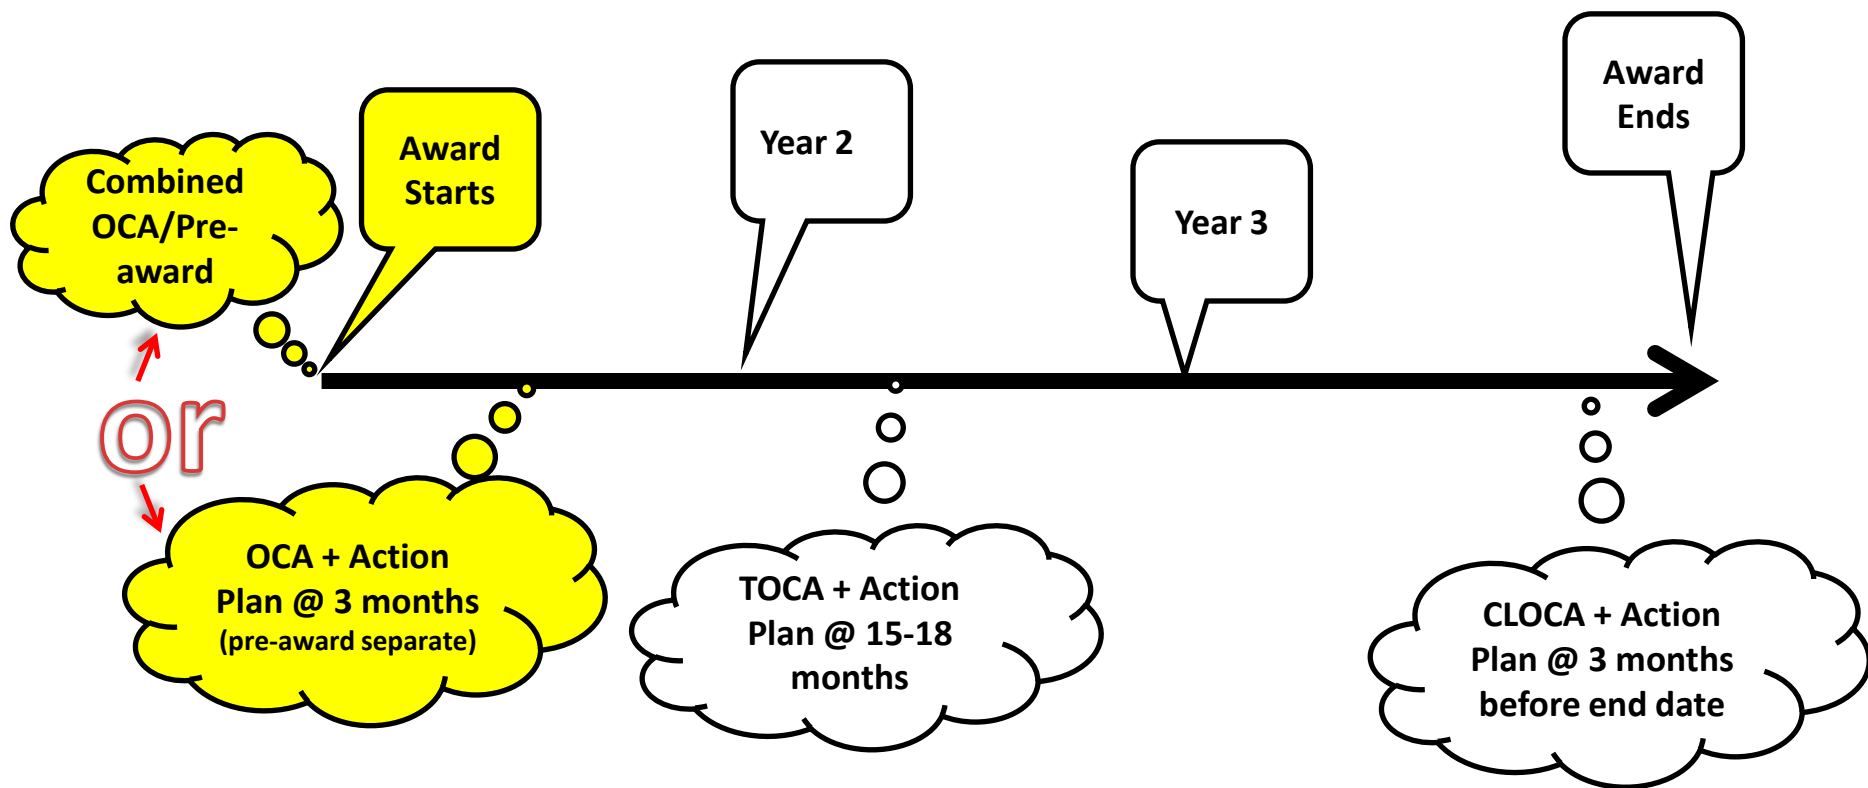 Combined
OCA/Pre-
award
Award
Starts
Year 2
Year 3
Award
Ends
or
OCA + Action
Plan @ 3 months
(pre-award separate)
TOCA + Action
Plan @ 15-18
months
CLOCA + Action
Plan @ 3 months
before end date